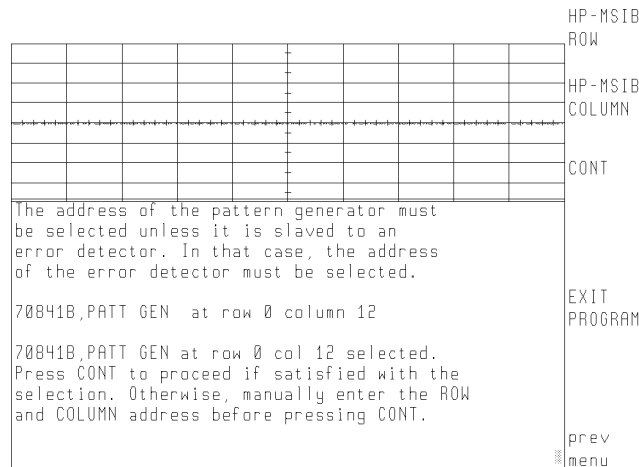 HP-MSIB
ROW
HP-MSIB
COLUMN
CONT
The address of the pattern generator must
be selected unless it is slaved to an
error detector. In that case, the address
of the error detector must be selected.
70841B,PATT GEN at row 0 column 12
70841B,PATT GEN at row 0 col 12 selected.
Press CONT to proceed if satisfied with the
selection. Otherwise, manually enter the ROW
and COLUMN address before pressing CONT.
EXIT
PROGRAM
prev
menu